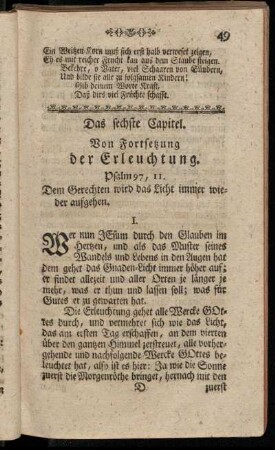 49
Ein Weitzen Korn muß sich erst halb verweset zeigen,
Eh es mit reicher Frucht kan aus dem Staube steigen.
Bekehre, o Vater, viel Schaaren von Sündern,
Und bilde sie alle zu folgsamen Kindern!
Gib deinem Worte Kraft,
Daß dirs viel Früchte schafft.
Das sechste Capitel.
Von Fortsetzung
der Erleuchtung.
Psalm 97, 11.
Dem Gerechten wird das Licht immer wie-
der aufgehen.
I.
Wer nun JEsum durch den Glauben im
Hertzen, und als das Muster seines
Wandels und Lebens in den Augen hat
dem gehet das Gnaden-Licht immer höher auf:
er findet allezeit und aller Orten je länger je
mehr, was er thun und lassen soll; was für
Gutes er zu gewarten hat.
Die Erleuchtung gehet alle Wercke GOt-
tes durch, und vermehret sich wie das Licht,
das am ersten Tag erschaffen, an dem vierten
über den gantzen Himmel zerstreuet, alle vorher-
gehende und nachfolgende Wercke GOttes be-
leuchtet hat, also ist es hier: Ja wie die Sonne
zuerst die Morgenröthe bringet, hernach mit den
D
zuerst